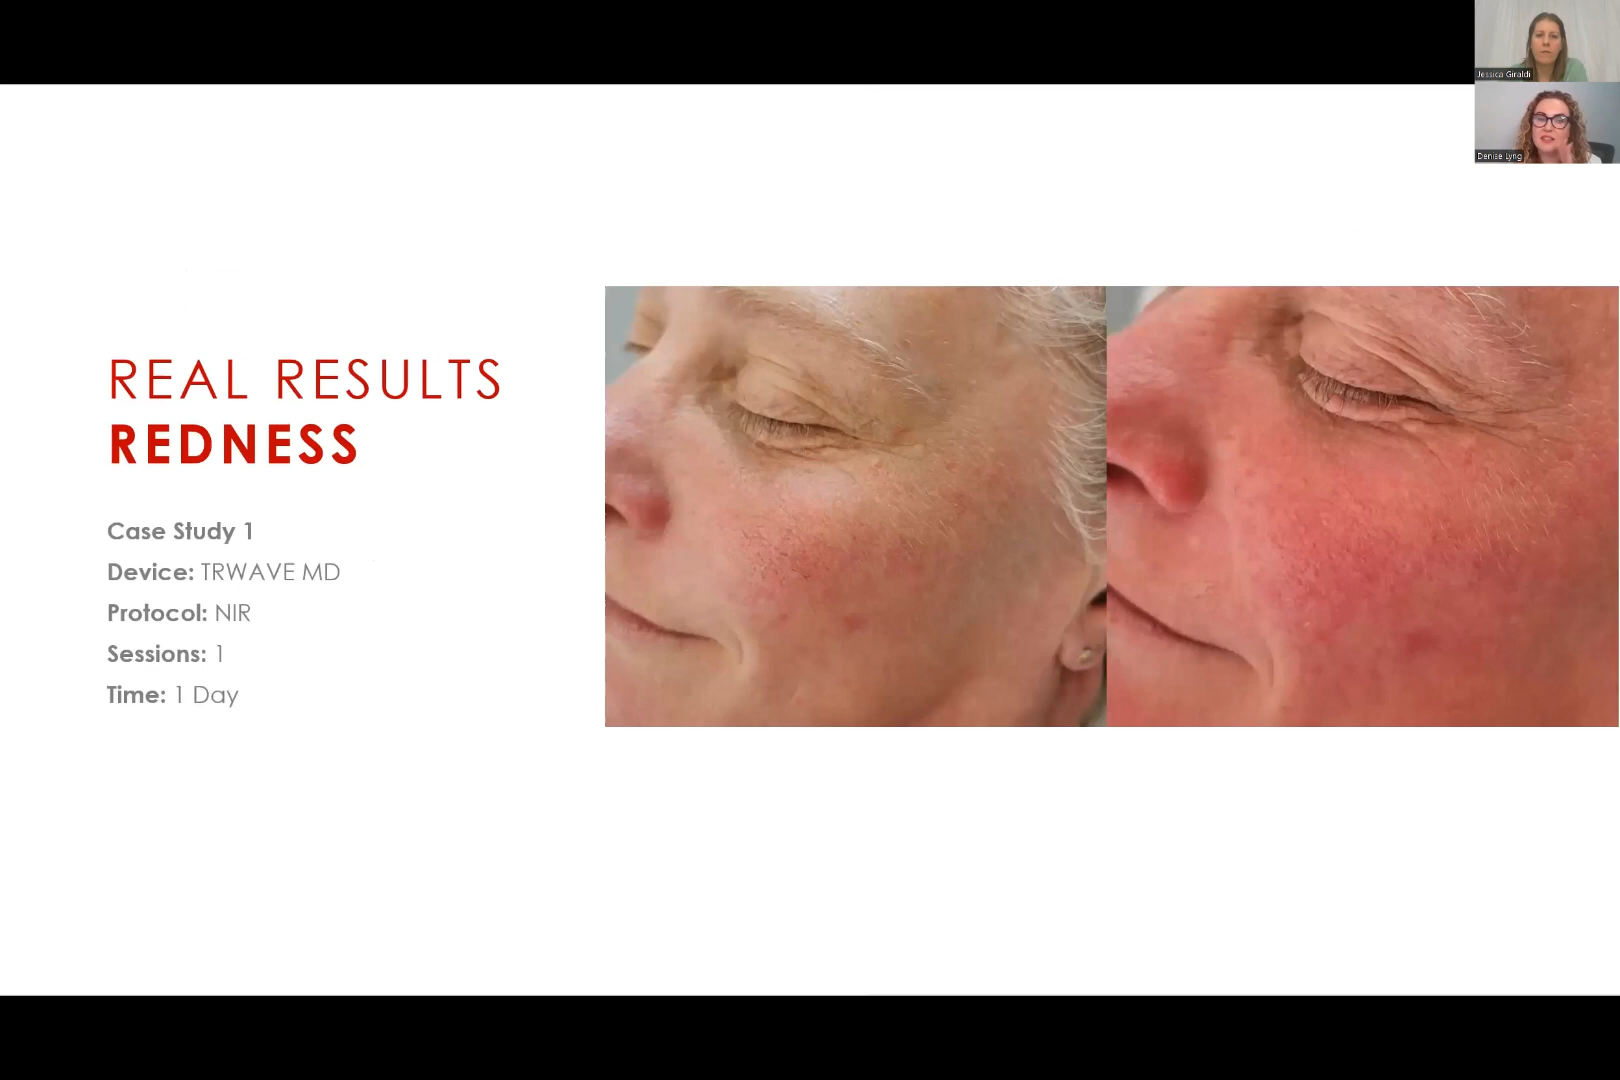 Jessica Giraldi
Denise Lyng
REAL RESULTS
REDNESS
Case Study 1
Device: TRWAVE MD
Protocol: NIR
Sessions: 1
Time: 1 Day